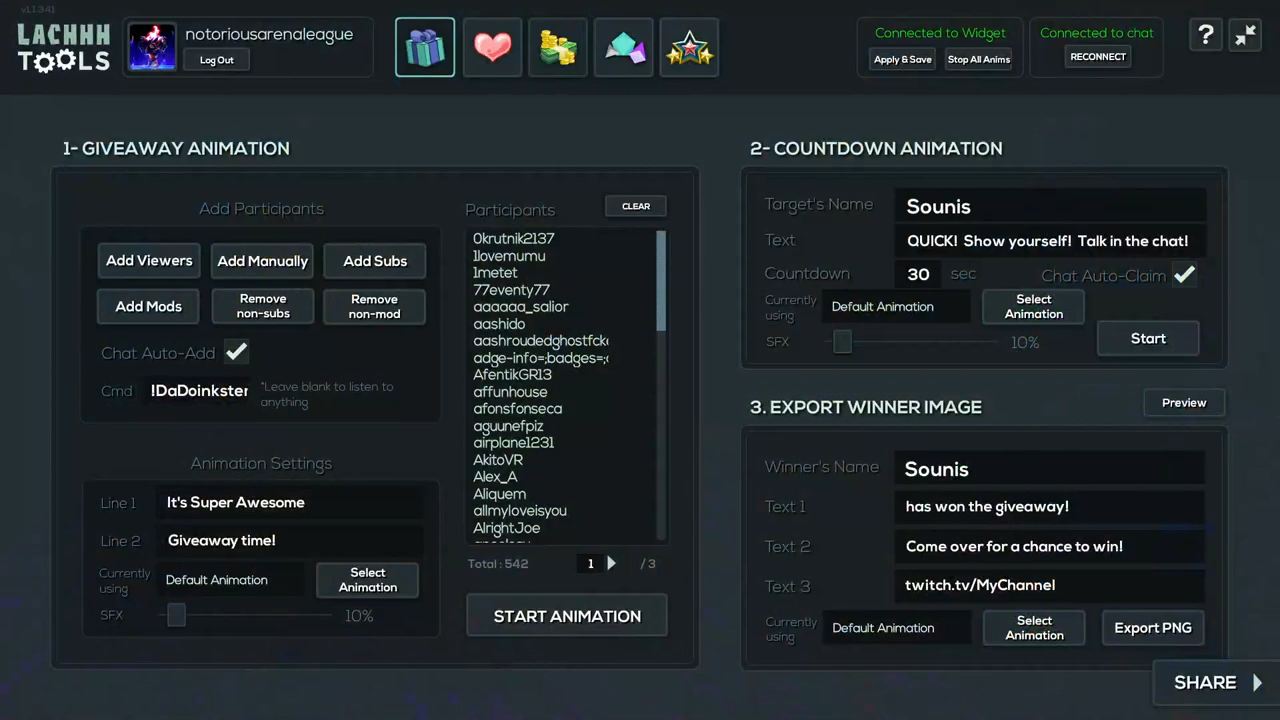 v1.1.341
LACHHH
TOOLS
notoriousarenaleague
Log Out
Connected to Widget
Apply & Save
Stop All Anims
Connected to chat
RECONNECT
?
1- GIVEAWAY ANIMATION
Add Participants
Add Viewers
Add Manually
Add Subs
Add Mods
Remove
non-subs
Remove
non-mod
Chat Auto-Add
Cmd
!DaDoinkster
*Leave blank to listen to
anything
Animation Settings
Line 1
It's Super Awesome
Line 2
Giveaway time!
Currently
using
Default Animation
Select
Animation
SFX
10%
Participants
CLEAR
0krutnik2137
1lovemumu
1metet
77eventy77
aaaaaa_salior
aashido
aashroudedghostfck
adge-info=;badges=;
AfentikGR13
affunhouse
afonsfonseca
aguunefpiz
airplane1231
AkitoVR
Alex_A
Aliquem
allmyloveisyou
AlrightJoe
Total : 542
1
/ 3
START ANIMATION
2- COUNTDOWN ANIMATION
Target's Name
Sounis
Text
QUICK! Show yourself! Talk in the chat!
Countdown
30
sec
Chat Auto-Claim
Currently
using
Default Animation
Select
Animation
SFX
10%
Start
3. EXPORT WINNER IMAGE
Preview
Winner's Name
Sounis
Text 1
has won the giveaway!
Text 2
Come over for a chance to win!
Text 3
twitch.tv/MyChannel
Currently
using
Default Animation
Select
Animation
Export PNG
SHARE